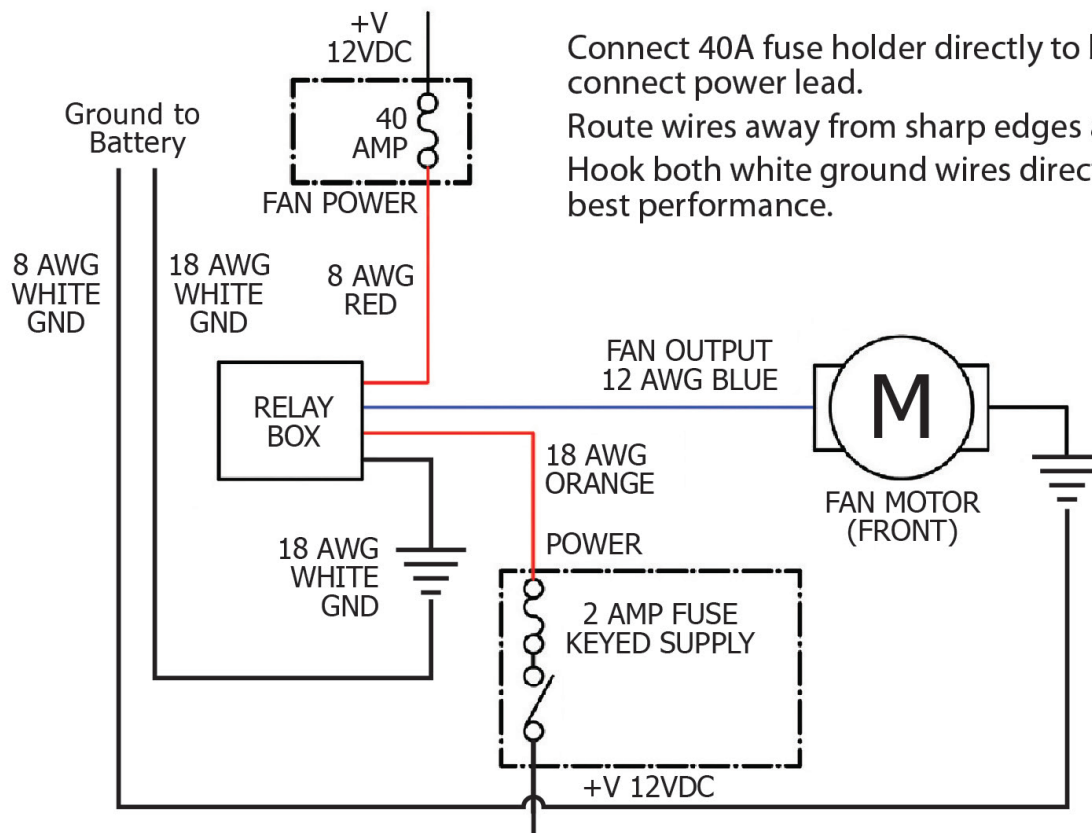 +V
12VDC
Connect 40A fuse holder directly to
connect power lead.
Route wires away from sharp edges
Hook both white ground wires
best performance.
Ground to
Battery
40
AMP
FAN POWER
8 AWG
WHITE
GND
18 AWG
WHITE
GND
8 AWG
RED
FAN OUTPUT
12 AWG BLUE
M
RELAY
BOX
18 AWG
ORANGE
FAN MOTOR
(FRONT)
18 AWG
WHITE
GND
POWER
2 AMP FUSE
KEYED SUPPLY
+V 12VDC